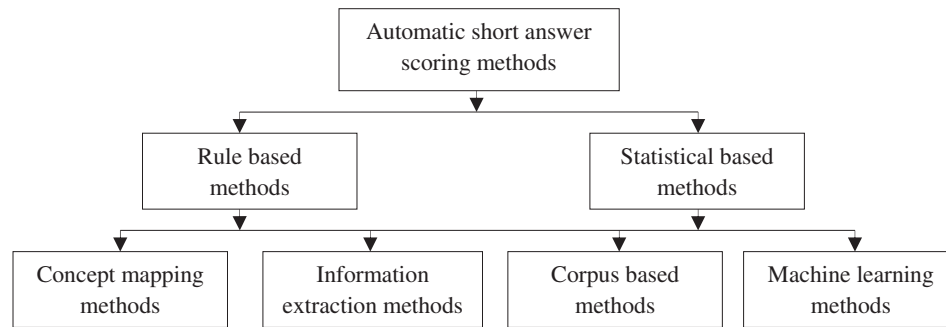 Automatic short answer
scoring methods
Rule based
methods
Statistical based
methods
Concept mapping
methods
Information
extraction methods
Corpus based
methods
Machine learning
methods